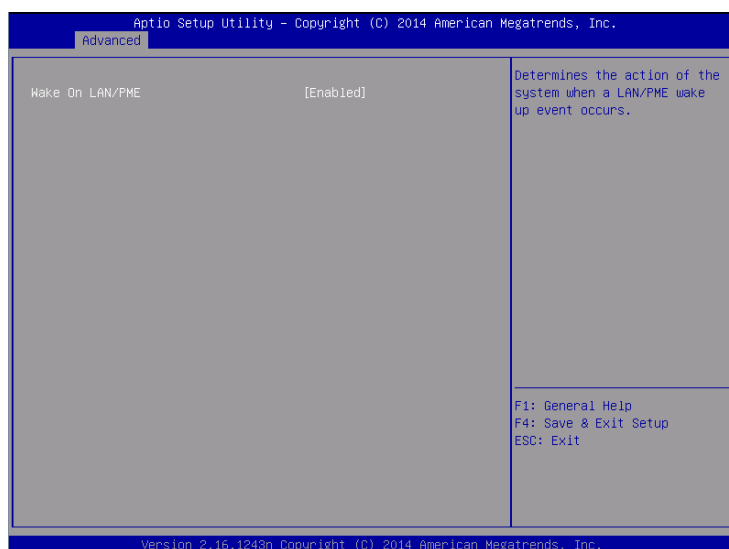 Aptio Setup Utility – Copyright (C) 2014 American Megatrends, Inc.
Advanced
Wake On LAN/PME [Enabled]
Determines the action of the
system when a LAN/PME wake
up event occurs.
F1: General Help
F4: Save & Exit Setup
ESC: Exit
Version 2.16.1243n Copyright (C) 2014 American Megatrends, Inc.